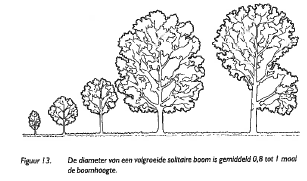 Figuur 13. De diameter van een volgroeide solitaire boom is gemiddeld 0,8 tot 1 maal
de boomhoogte.